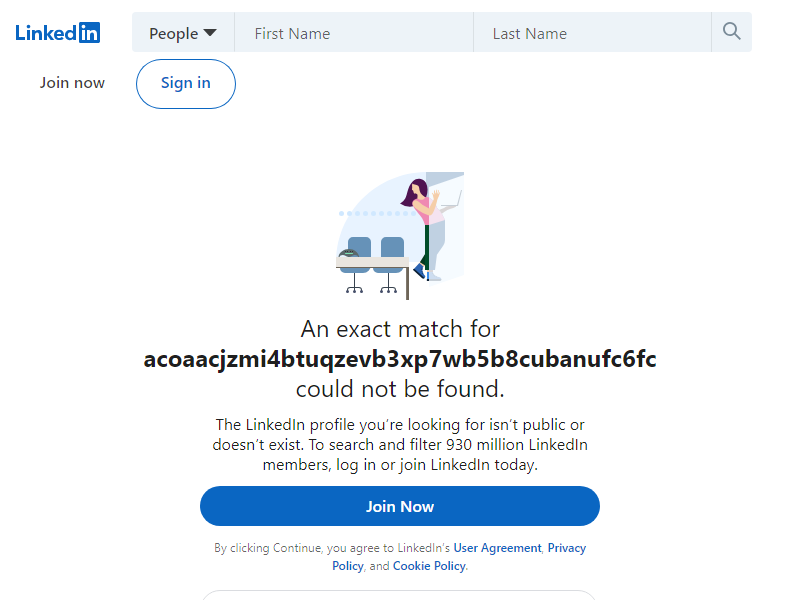 Linked in
People
First Name
Last Name
Join now
Sign in
An exact match for
acoaacjzmi4btuqzevb3xp7wb5b8cubanufc6fc
could not be found.
The LinkedIn profile you’re looking for isn’t public or
doesn’t exist. To search and filter 930 million LinkedIn
members, log in or join LinkedIn today.
Join Now
By clicking Continue, you agree to LinkedIn’s User Agreement, Privacy
Policy, and Cookie Policy.